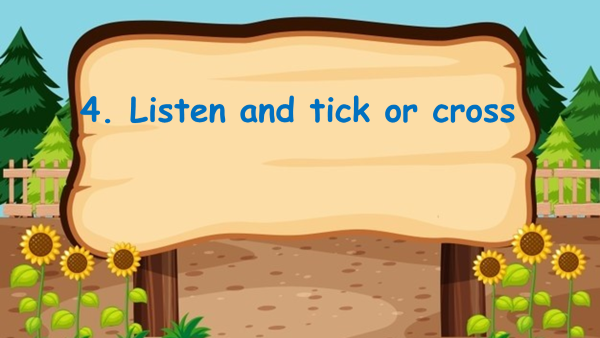 4. Listen and tick or cross